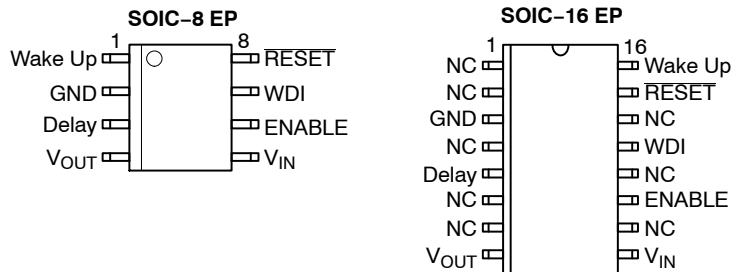 SOIC−8 EP
1 8
Wake Up RESET
GND WDI
Delay ENABLE
VOUT VIN
SOIC−16 EP
1 16
NC Wake Up
NC RESET
GND NC
NC WDI
Delay NC
NC ENABLE
NC NC
VOUT VIN